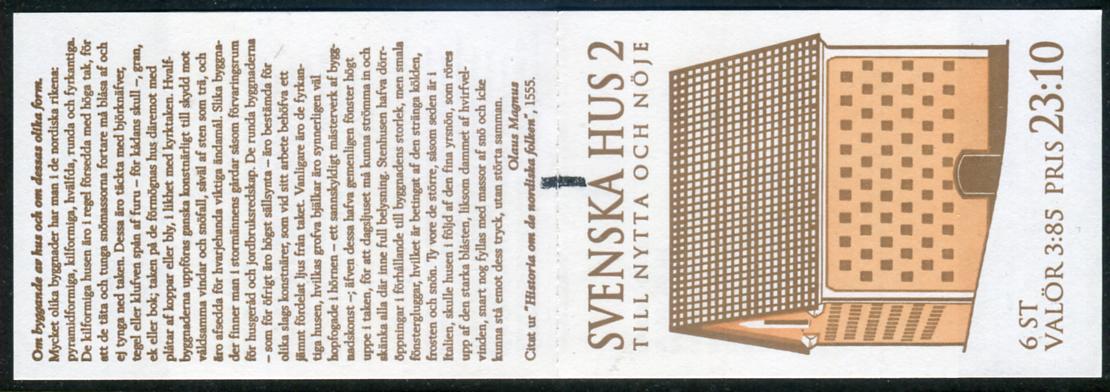 Om byggande av hus och om dessas olika form.
Mycket olika byggnader har man i de nordiska rikena:
pyramidformiga, kilformiga, hvälfda, runda och fyrkantiga.
De kilformiga husen äro i regel försedda med höga tak, för
att de våta och tunga snömassorna fortare må blåsa af och
ej tynga ned taken. Dessa äro täckta med björknäfver,
tegel eller klufven spån af furu – för kådans skull –, gran,
ek eller bok; taken på de förmögnas hus däremot med
plåtar af koppar eller bly, i likhet med kyrktaken. Hvalf-
byggnaderna uppföras ganska konstnärligt till skydd mot
våldsamma vindar och snöfall, såväl af sten som trä, och
äro afsedda för hvarjehanda viktiga ändamål. Slika byggna-
der finner man i stormännens gårdar såsom förvaringsrum
för husgeråd och jordbruksredskap. De runda byggnaderna
– som för öfrigt äro högst sällsynta – äro bestämda för
olika slags konstnärer, som vid sitt arbete behöfva ett
jämnt fördelat ljus från taket. Vanligare äro de fyrkan-
tiga husen, hvilkas grofva bjälkar äro synnerligen väl
hopfogade i hörnen – ett sannskyldigt mästerverk af bygg-
nadskonst –; äfven dessa hafva gemenligen fönster högt
uppe i taken, för att dagsljuset må kunna strömma in och
skänka alla där inne full belysning. Stenhusen hafva dörr-
öppningar i förhållande till byggnadens storlek, men smala
fönstergluggar, hvilket är betingat af den stränga kölden,
frosten och snön. Ty vore de större, såsom seden är i
Italien, skulle husen i följd af den fina yrsnön, som röres
upp af den starka blåsten, liksom dammet af hvirfvel-
vinden, snart nog fyllas med massor af snö och icke
kunna stå emot dess tryck, utan störta samman.
Olaus Magnus
Citat ur "Historia om de nordiska folken", 1555.
SVENSKA HUS 2
TILL NYTTA OCH NÖJE
6 ST
VALÖR 3:85 PRIS 23:10